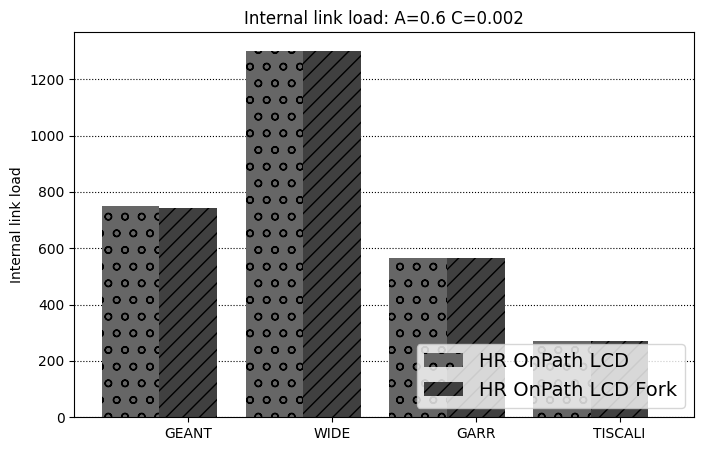 Internal link load: A=0.6 C=0.002
Internal link load
1200
1000
800
600
400
200
0
GEANT WIDE GARR TISCALI
HR OnPath LCD
HR OnPath LCD Fork